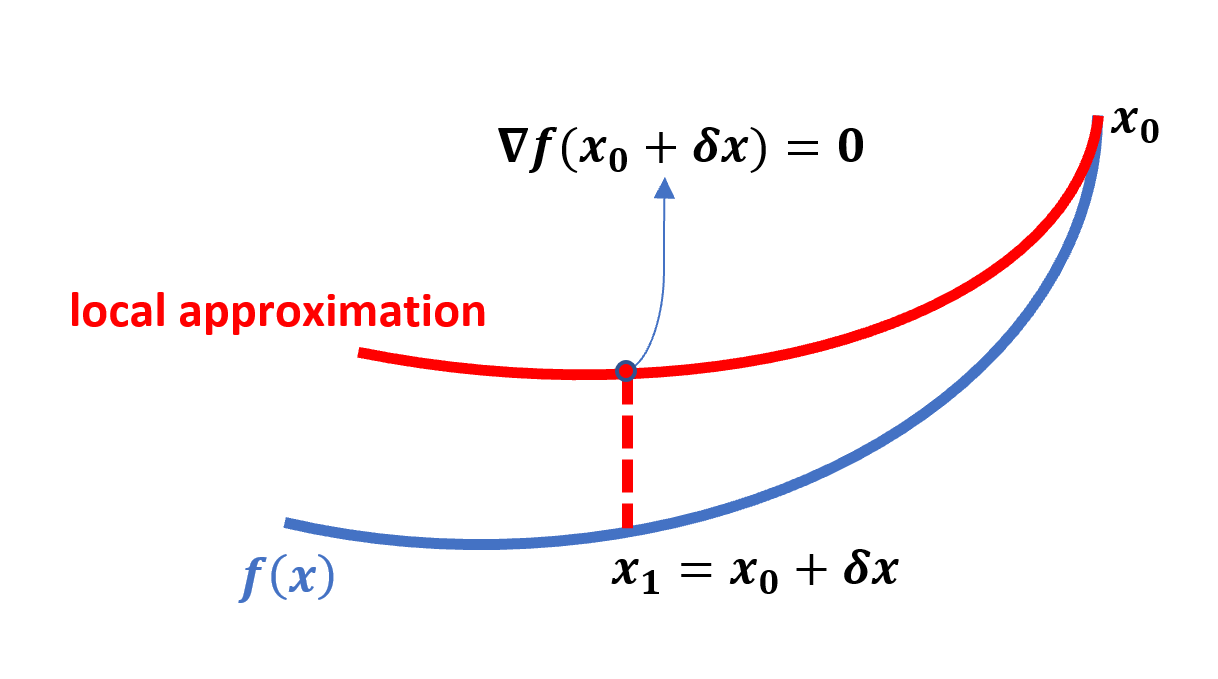 ∇f(x₀ + δx) = 0
x₀
local approximation
f(x)
x₁ = x₀ + δx